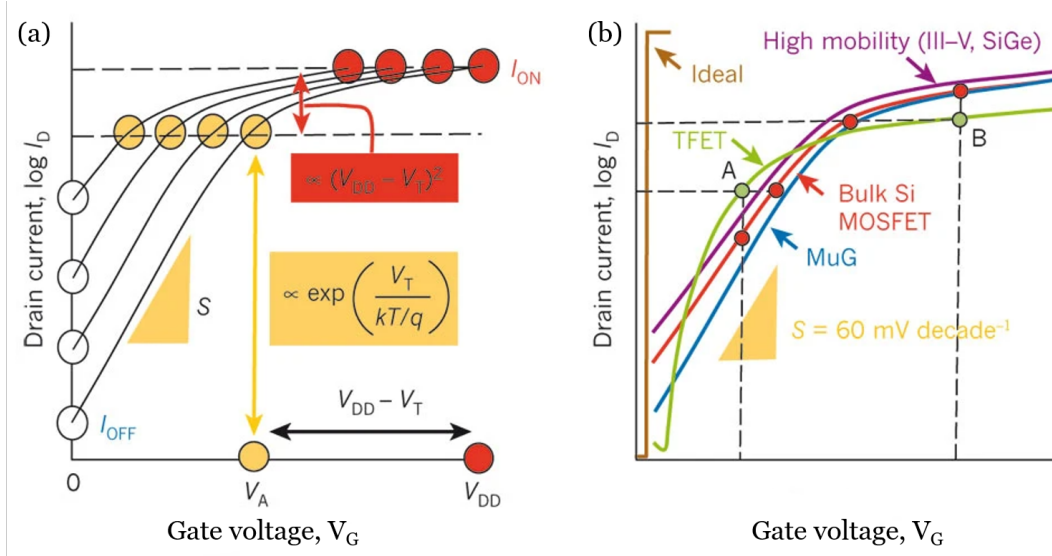 (a)
Drain current, log I_D
I_ON
∝ (V_DD – V_T)²
∝ exp (V_T / kT/q)
S
V_DD – V_T
I_OFF
0
V_A
V_DD
Gate voltage, V_G
(b)
Drain current, log I_D
High mobility (III–V, SiGe)
Ideal
TFET
A
B
Bulk Si
MOSFET
MuG
S = 60 mV decade⁻¹
Gate voltage, V_G